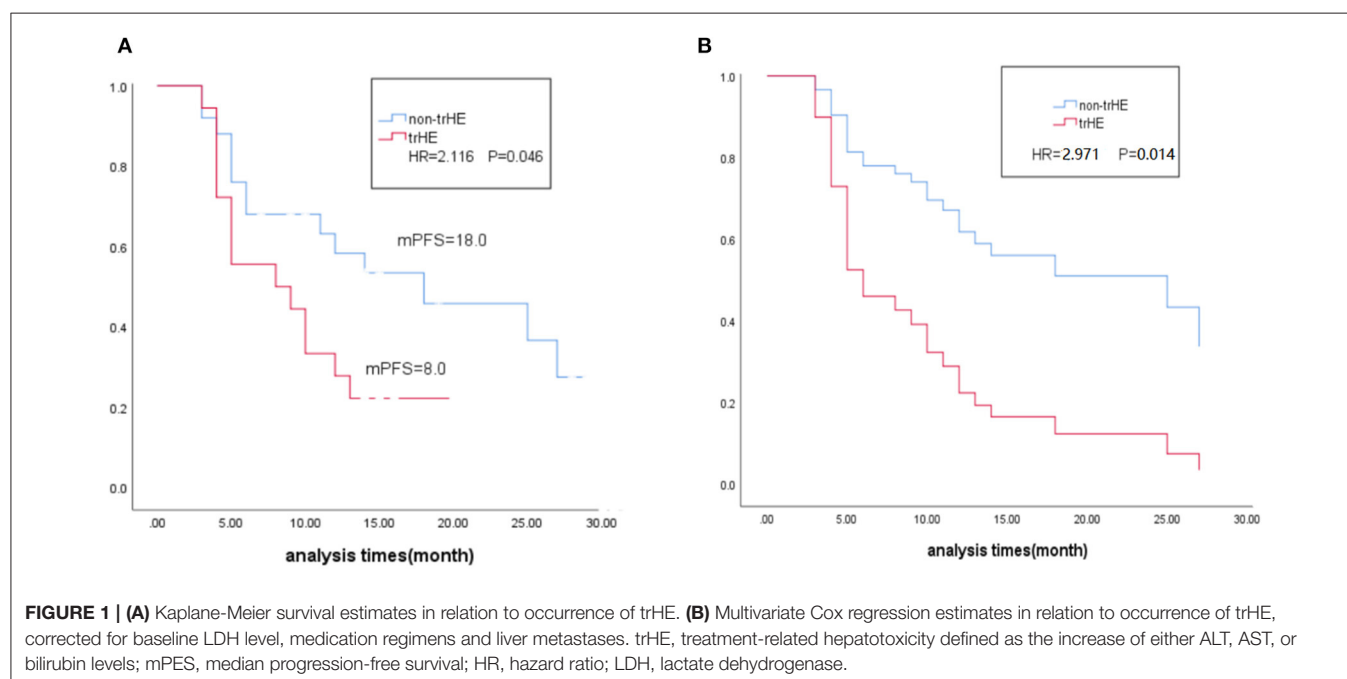 A
1.0
0.8
0.6
0.4
0.2
0.0
non-trHE
trHE
HR=2.116 P=0.046
mPFS=18.0
mPFS=8.0
.00 5.00 10.00 15.00 20.00 25.00 30.00
analysis times(month)
B
1.0
0.8
0.6
0.4
0.2
0.0
non-trHE
trHE
HR=2.971 P=0.014
.00 5.00 10.00 15.00 20.00 25.00 30.00
analysis times(month)
FIGURE 1 | (A) Kaplane-Meier survival estimates in relation to occurrence of trHE. (B) Multivariate Cox regression estimates in relation to occurrence of trHE,
corrected for baseline LDH level, medication regimens and liver metastases. trHE, treatment-related hepatotoxicity defined as the increase of either ALT, AST, or
bilirubin levels; mPES, median progression-free survival; HR, hazard ratio; LDH, lactate dehydrogenase.